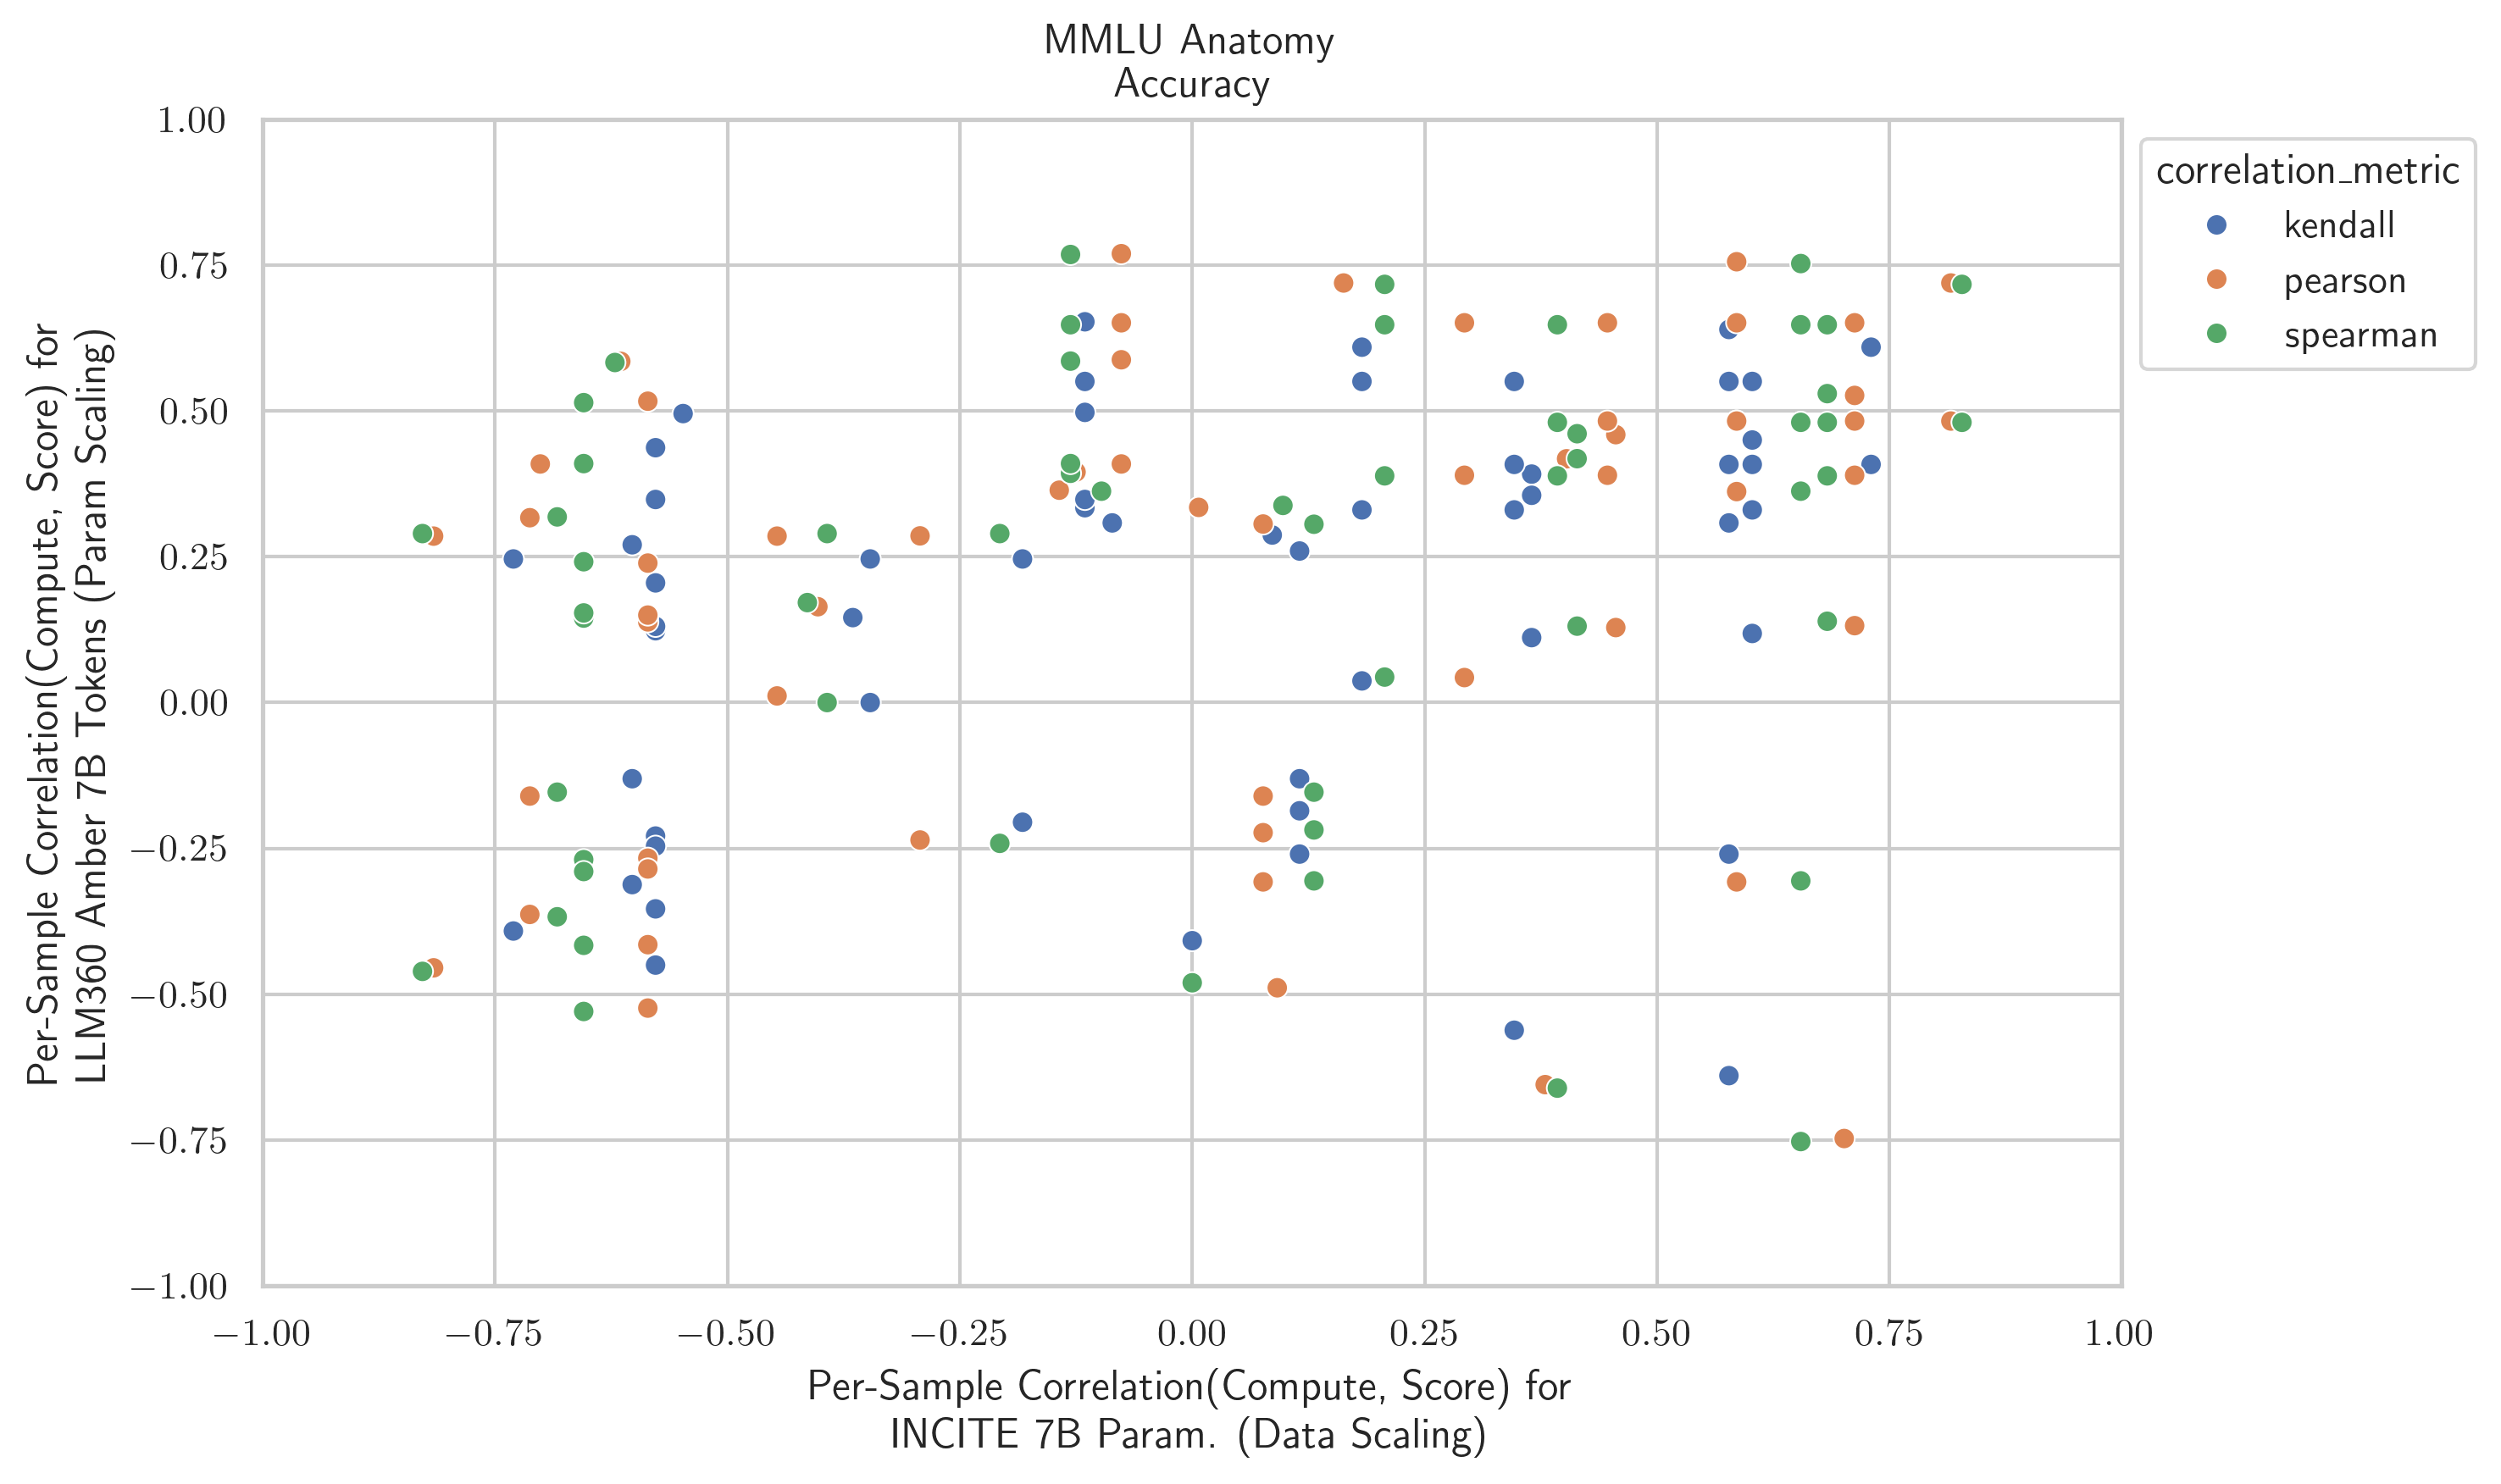 MMLU Anatomy
Accuracy
Per-Sample Correlation(Compute, Score) for
LLM360 Amber 7B Tokens (Param Scaling)
1.00
0.75
0.50
0.25
0.00
−0.25
−0.50
−0.75
−1.00
correlation_metric
kendall
pearson
spearman
−1.00 −0.75 −0.50 −0.25 0.00 0.25 0.50 0.75 1.00
Per-Sample Correlation(Compute, Score) for
INCITE 7B Param. (Data Scaling)